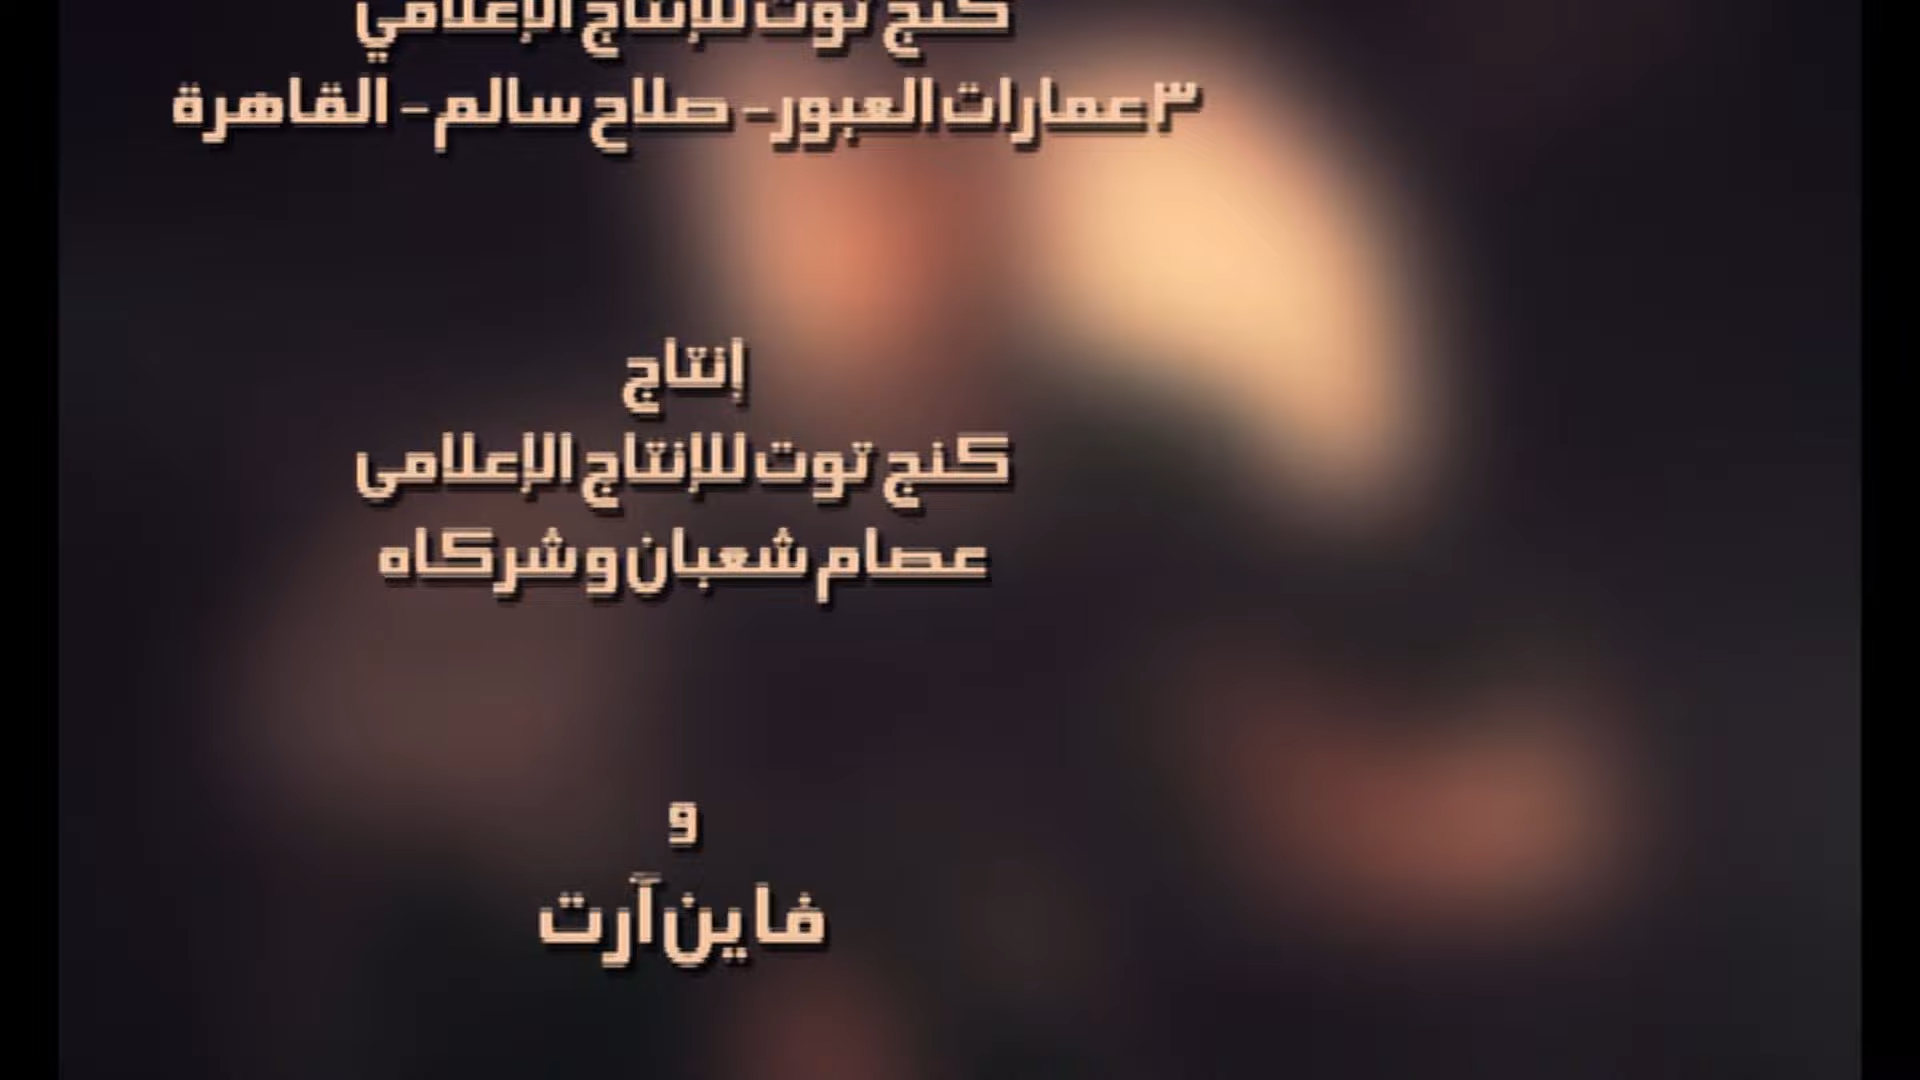 كنج توت للإنتاج الإعلامي
٣ عمارات العبور - صلاح سالم - القاهرة
إنتاج
كنج توت للإنتاج الإعلامى
عصام شعبان و شركاه
و
فاين آرت